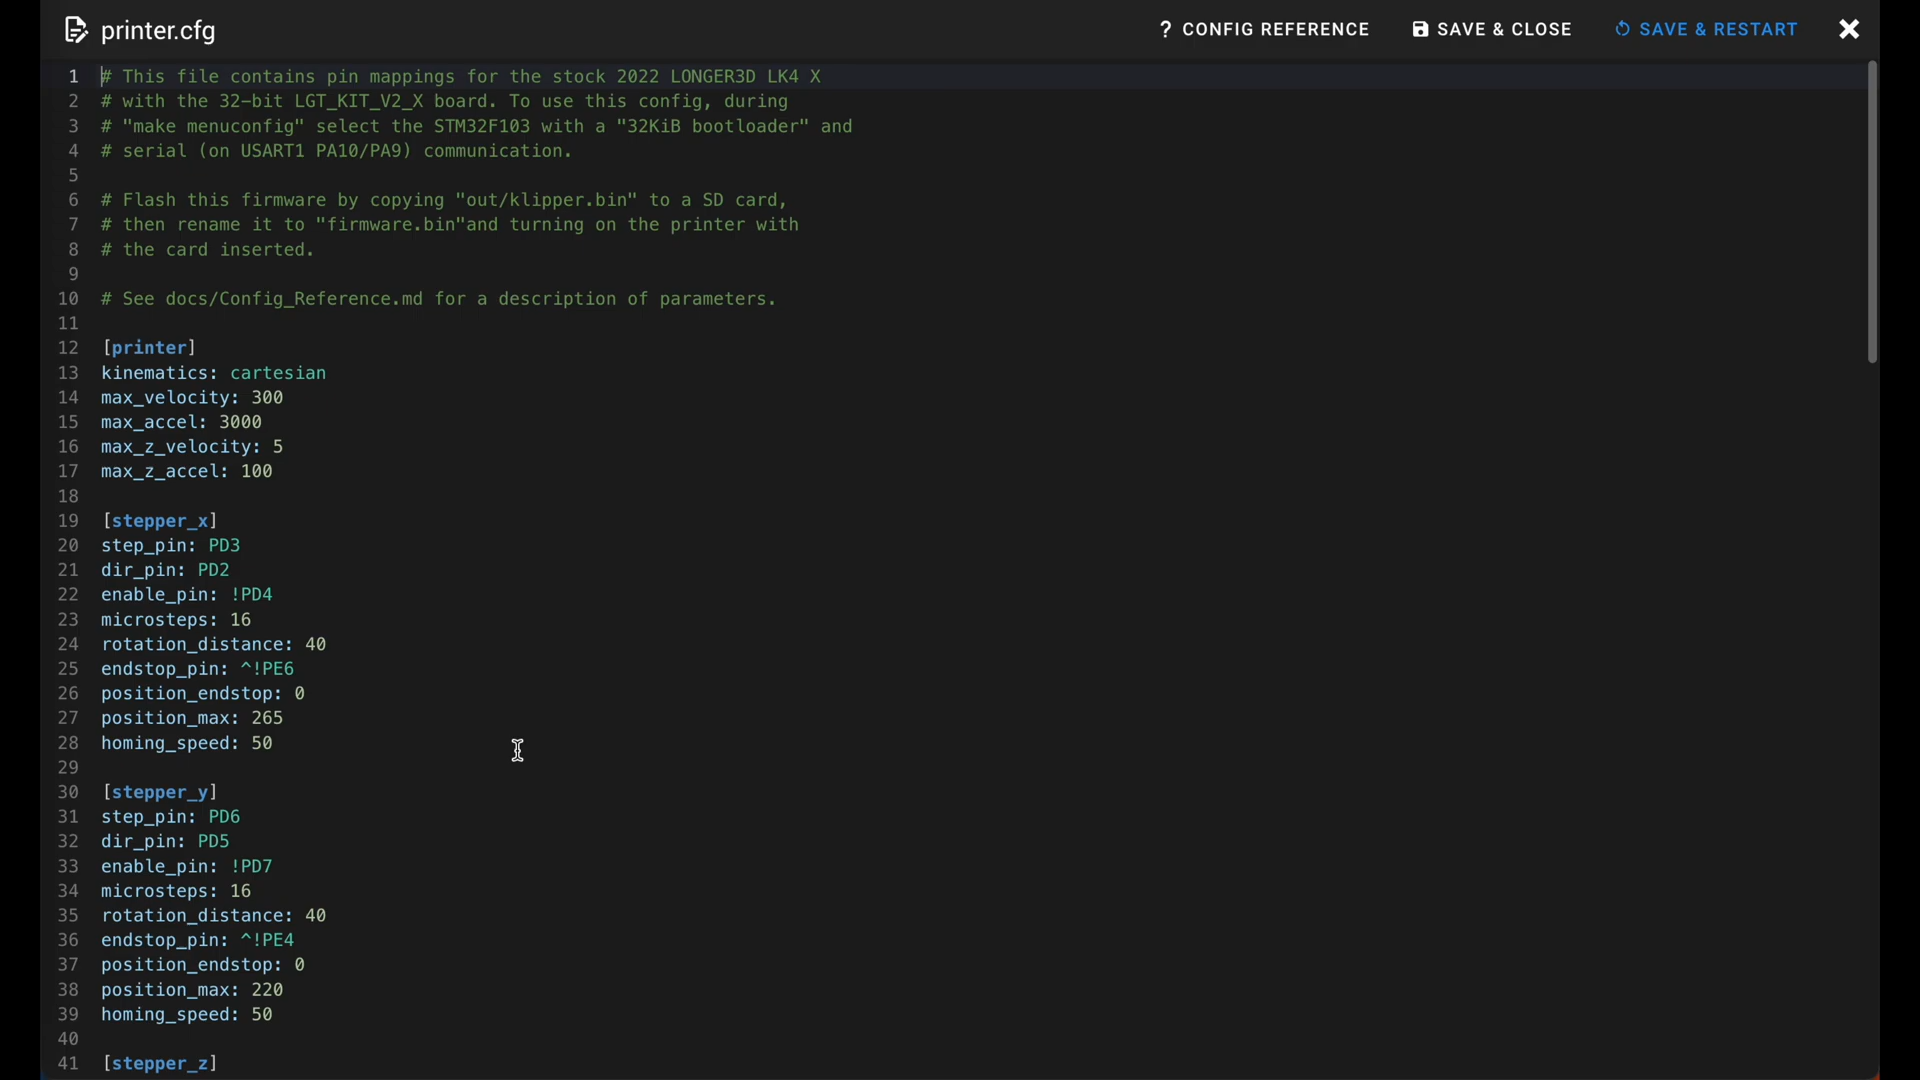 printer.cfg
? CONFIG REFERENCE SAVE & CLOSE SAVE & RESTART
1 # This file contains pin mappings for the stock 2022 LONGER3D LK4 X
2 # with the 32-bit LGT_KIT_V2_X board. To use this config, during
3 # "make menuconfig" select the STM32F103 with a "32KiB bootloader" and
4 # serial (on USART1 PA10/PA9) communication.
5
6 # Flash this firmware by copying "out/klipper.bin" to a SD card,
7 # then rename it to "firmware.bin"and turning on the printer with
8 # the card inserted.
9
10 # See docs/Config_Reference.md for a description of parameters.
11
12 [printer]
13 kinematics: cartesian
14 max_velocity: 300
15 max_accel: 3000
16 max_z_velocity: 5
17 max_z_accel: 100
18
19 [stepper_x]
20 step_pin: PD3
21 dir_pin: PD2
22 enable_pin: !PD4
23 microsteps: 16
24 rotation_distance: 40
25 endstop_pin: ^!PE6
26 position_endstop: 0
27 position_max: 265
28 homing_speed: 50
29
30 [stepper_y]
31 step_pin: PD6
32 dir_pin: PD5
33 enable_pin: !PD7
34 microsteps: 16
35 rotation_distance: 40
36 endstop_pin: ^!PE4
37 position_endstop: 0
38 position_max: 220
39 homing_speed: 50
40
41 [stepper_z]